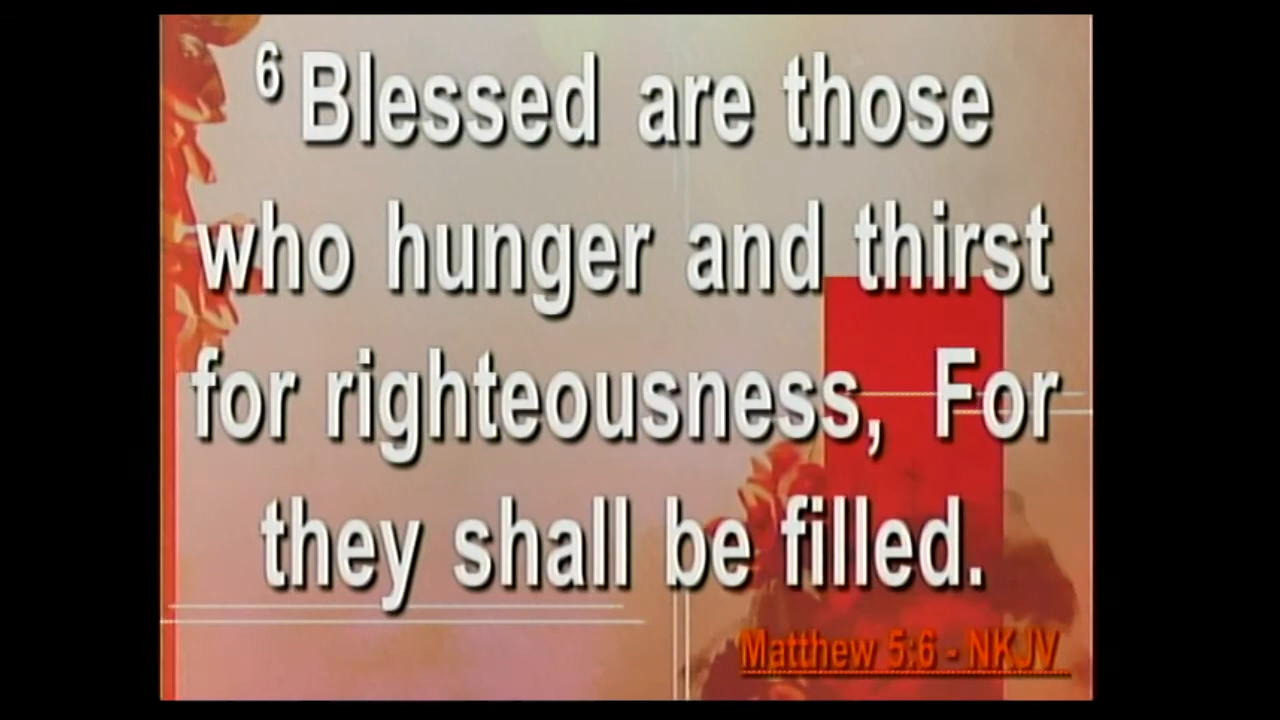 6 Blessed are those
who hunger and thirst
for righteousness, For
they shall be filled.
Matthew 5:6 - NKJV